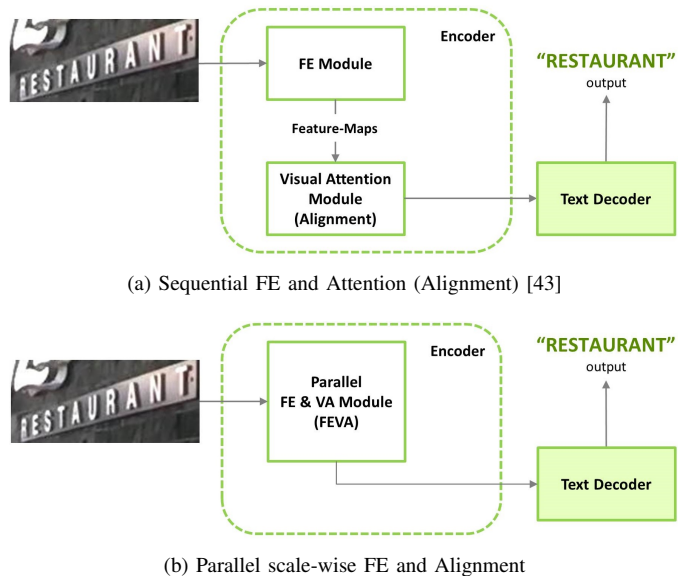 RESTAURANT
Encoder
FE Module
Feature-Maps
Visual Attention
Module
(Alignment)
Text Decoder
"RESTAURANT"
output
(a) Sequential FE and Attention (Alignment) [43]
RESTAURANT
Encoder
Parallel
FE & VA Module
(FEVA)
Text Decoder
"RESTAURANT"
output
(b) Parallel scale-wise FE and Alignment